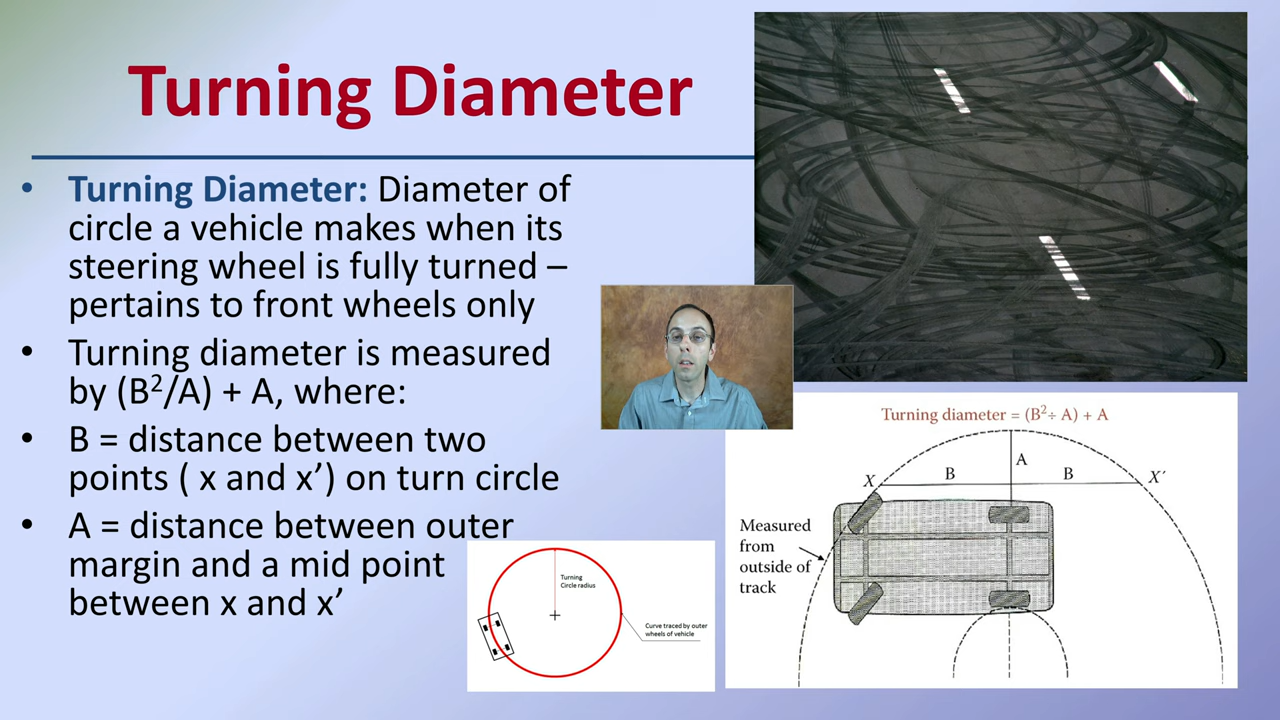 Turning Diameter
• Turning Diameter: Diameter of
circle a vehicle makes when its
steering wheel is fully turned –
pertains to front wheels only
• Turning diameter is measured
by (B²/A) + A, where:
• B = distance between two
points ( x and x’) on turn circle
• A = distance between outer
margin and a mid point
between x and x’
Turning
Circle radius
Curve traced by outer
wheels of vehicle
Turning diameter = (B²÷ A) + A
A
X
B
B
X´
Measured
from
outside of
track